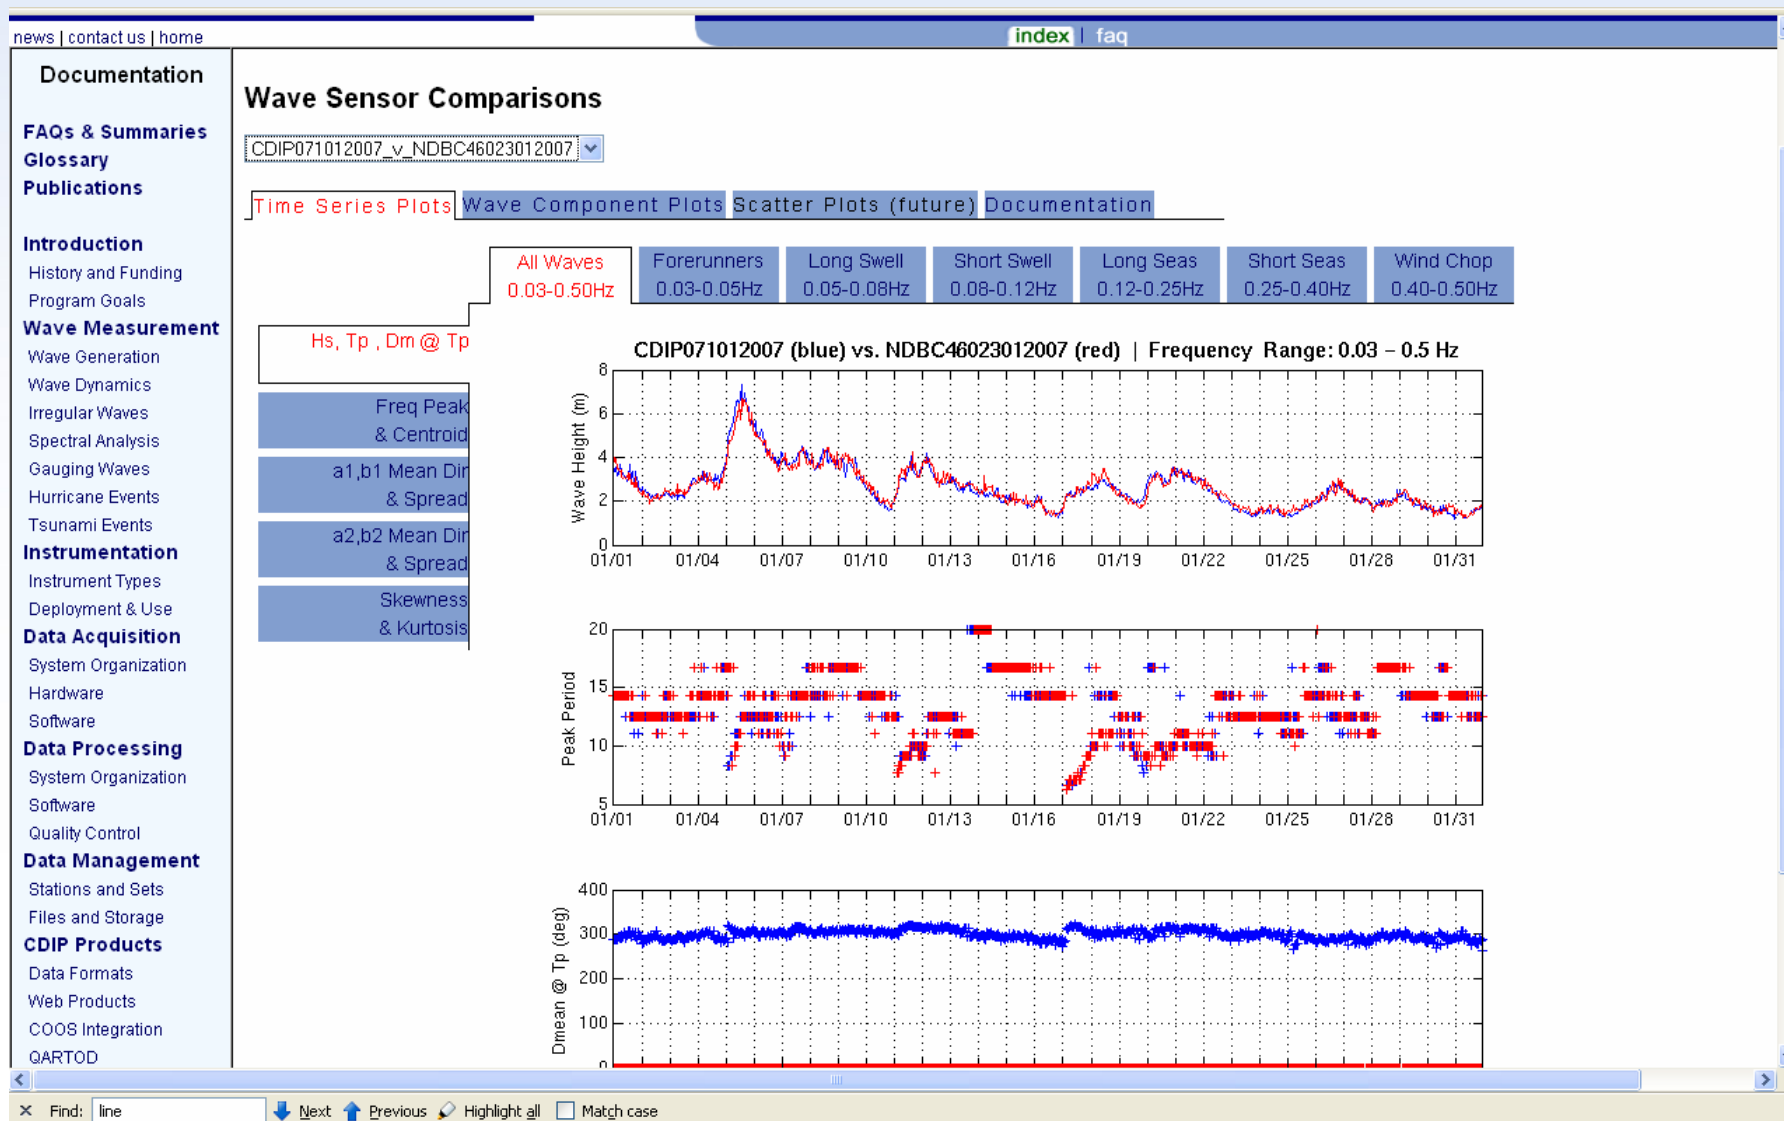 news | contact us | home
index | faq
Documentation
FAQs & Summaries
Glossary
Publications
Introduction
History and Funding
Program Goals
Wave Measurement
Wave Generation
Wave Dynamics
Irregular Waves
Spectral Analysis
Gauging Waves
Hurricane Events
Tsunami Events
Instrumentation
Instrument Types
Deployment & Use
Data Acquisition
System Organization
Hardware
Software
Data Processing
System Organization
Software
Quality Control
Data Management
Stations and Sets
Files and Storage
CDIP Products
Data Formats
Web Products
COOS Integration
QARTOD
Wave Sensor Comparisons
CDIP071012007_v_NDBC46023012007
Time Series Plots Wave Component Plots Scatter Plots (future) Documentation
All Waves
0.03-0.50Hz
Forerunners
0.03-0.05Hz
Long Swell
0.05-0.08Hz
Short Swell
0.08-0.12Hz
Long Seas
0.12-0.25Hz
Short Seas
0.25-0.40Hz
Wind Chop
0.40-0.50Hz
Hs, Tp , Dm @ Tp
Freq Peak
& Centroid
a1,b1 Mean Dir
& Spread
a2,b2 Mean Dir
& Spread
Skewness
& Kurtosis
CDIP071012007 (blue) vs. NDBC46023012007 (red) | Frequency Range: 0.03 – 0.5 Hz
Wave Height (m)
8
6
4
2
0
01/01 01/04 01/07 01/10 01/13 01/16 01/19 01/22 01/25 01/28 01/31
Peak Period
20
15
10
5
01/01 01/04 01/07 01/10 01/13 01/16 01/19 01/22 01/25 01/28 01/31
Dmean @ Tp (deg)
400
300
200
100
0
Find: line Next Previous Highlight all Match case